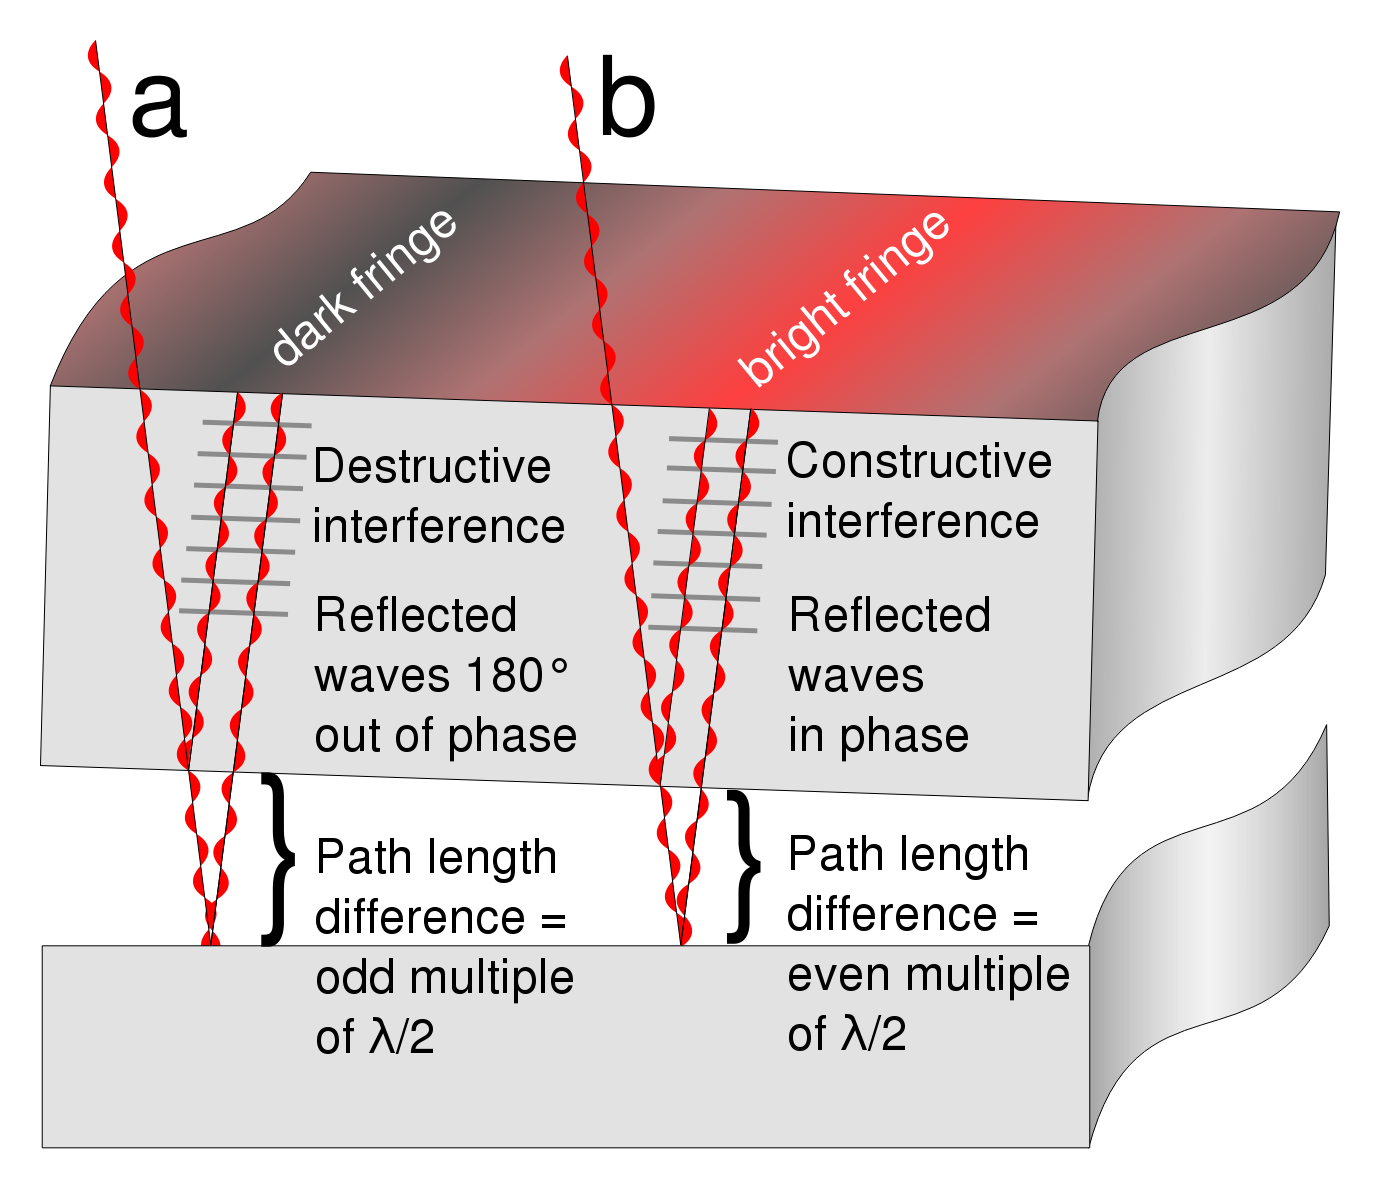 a
b
dark fringe
bright fringe
Destructive
interference
Reflected
waves 180°
out of phase
Path length
difference =
odd multiple
of λ/2
Constructive
interference
Reflected
waves
in phase
Path length
difference =
even multiple
of λ/2